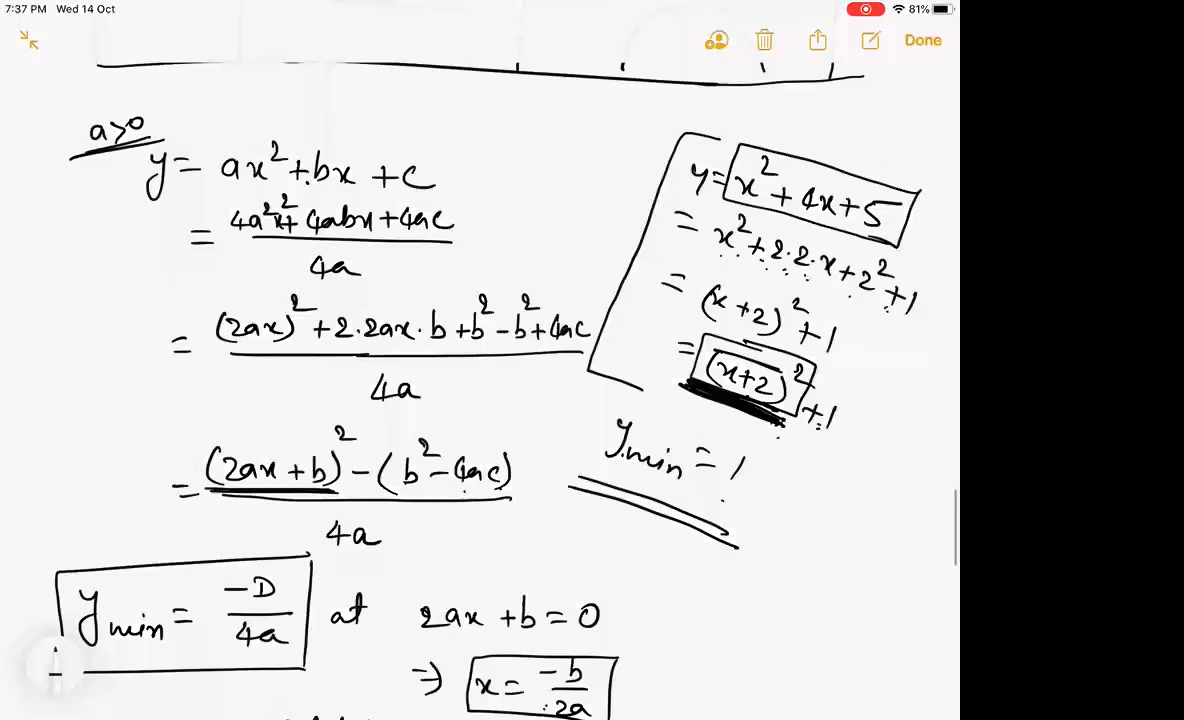 7:37 PM Wed 14 Oct
81%
Done
a>0
y= ax²+bx+c
= 4a²x²+4abx+4ac / 4a
= (2ax)²+2·2ax·b+b²-b²+4ac / 4a
= (2ax+b)²-(b²-4ac) / 4a
y min = -D / 4a at 2ax+b=0
⇒ x= -b / 2a
y= x²+4x+5
= x²+2·2·x+2²+1
= (x+2)²+1
= (x+2)²+1
y min = 1